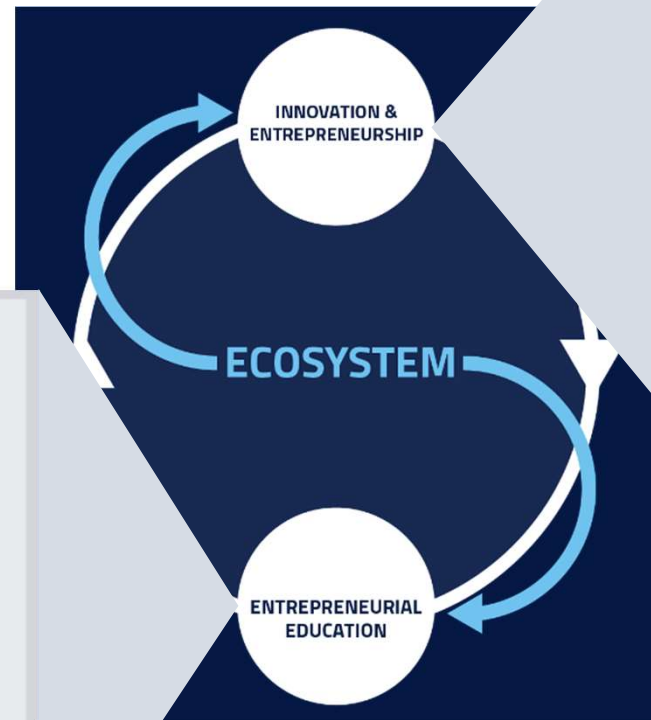 INNOVATION &
ENTREPRENEURSHIP
ECOSYSTEM
ENTREPRENEURIAL
EDUCATION